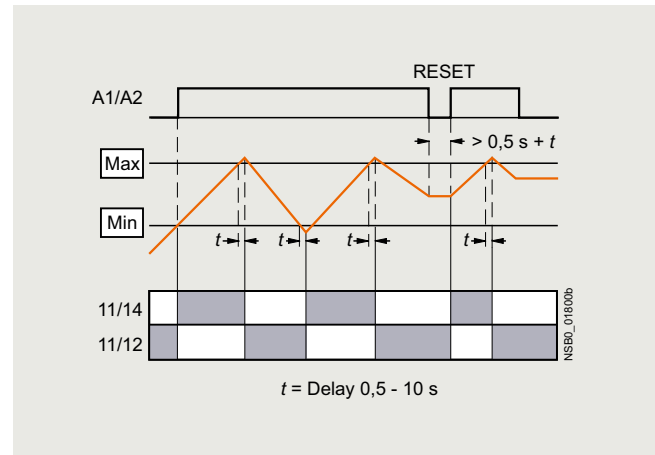 RESET
A1/A2
> 0,5 s + t
Max
Min
t
t
t
t
11/14
11/12
NSB0_01800b
t = Delay 0,5 - 10 s